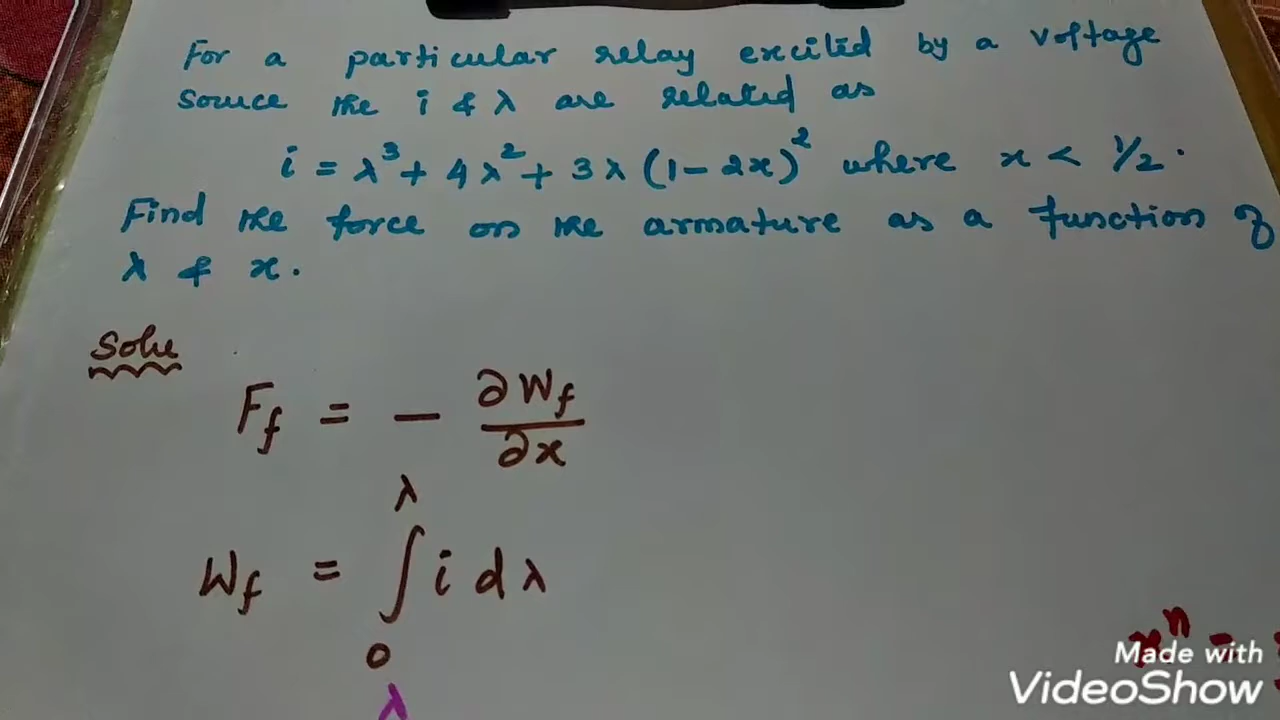 For a particular relay excited by a voltage
source the i & λ are related as
i = λ³ + 4λ² + 3λ (1 - 2x)² where x < 1/2.
Find the force on the armature as a function of
λ & x.
Soln
F_f = - ∂W_f / ∂x
λ
W_f = ∫ i dλ
0
xⁿ =
λ
Made with
VideoShow